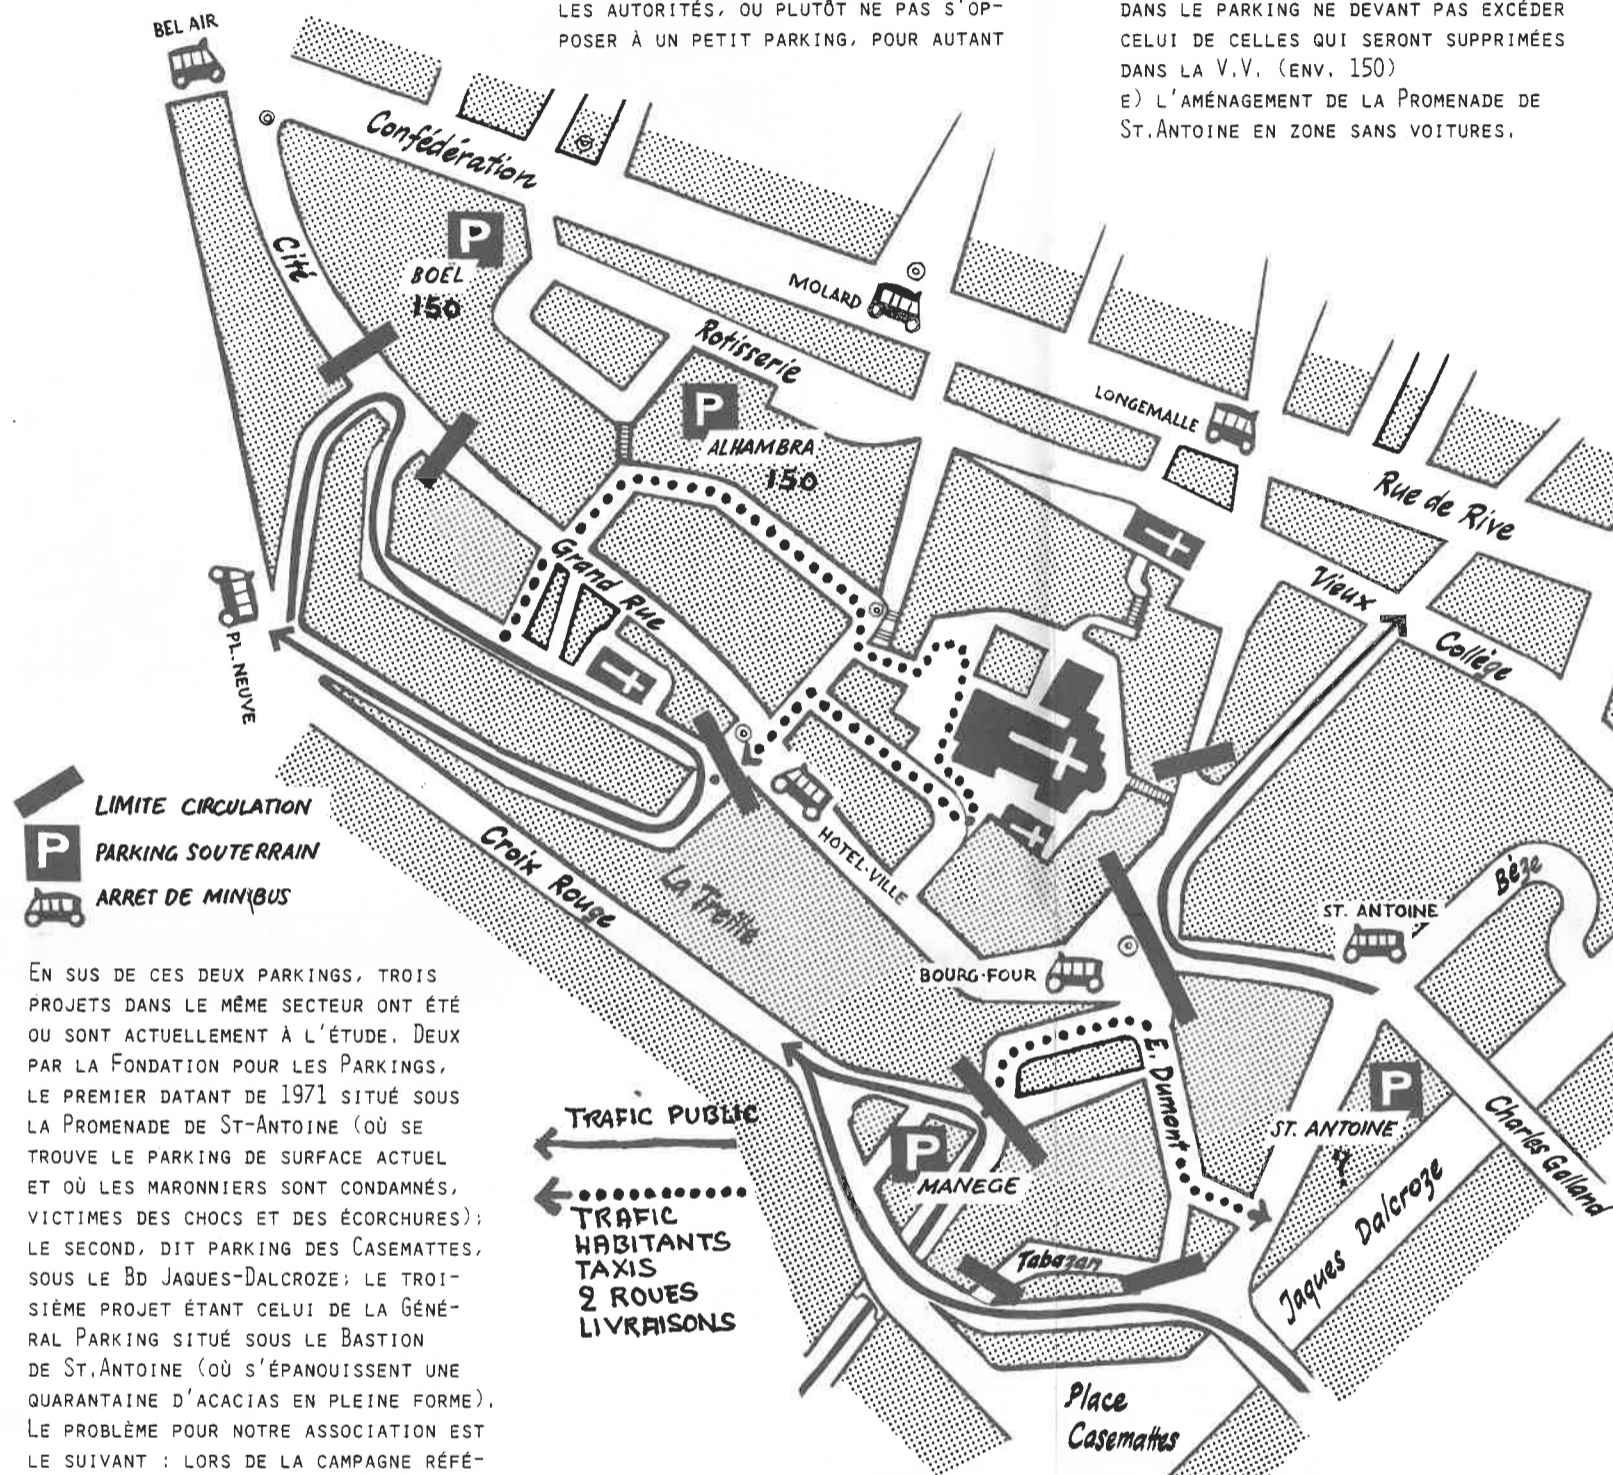 LES AUTORITÉS, OU PLUTÔT NE PAS S'OP-
POSER À UN PETIT PARKING, POUR AUTANT
DANS LE PARKING NE DEVANT PAS EXCÉDER
CELUI DE CELLES QUI SERONT SUPPRIMÉES
DANS LA V.V. (ENV. 150)
E) L'AMÉNAGEMENT DE LA PROMENADE DE
ST.ANTOINE EN ZONE SANS VOITURES.
BEL AIR
Confédération
Cité
P
BOËL
150
MOLARD
Rotisserie
P
ALHAMBRA
150
LONGEMALLE
Rue de Rive
Vieux
Collège
Grand Rue
PL. NEUVE
HOTEL-VILLE
Croix Rouge
La Treille
Bèze
ST. ANTOINE
BOURG-FOUR
E. Dumont
P
ST. ANTOINE
?
Charles Galland
P
MANEGE
Tabazan
Jaques Dalcroze
Place
Casemattes
LIMITE CIRCULATION
P
PARKING SOUTERRAIN
ARRET DE MINIBUS
TRAFIC PUBLIC
TRAFIC
HABITANTS
TAXIS
2 ROUES
LIVRAISONS
EN SUS DE CES DEUX PARKINGS, TROIS
PROJETS DANS LE MÊME SECTEUR ONT ÉTÉ
OU SONT ACTUELLEMENT À L'ÉTUDE. DEUX
PAR LA FONDATION POUR LES PARKINGS,
LE PREMIER DATANT DE 1971 SITUÉ SOUS
LA PROMENADE DE ST-ANTOINE (OÙ SE
TROUVE LE PARKING DE SURFACE ACTUEL
ET OÙ LES MARONNIERS SONT CONDAMNÉS,
VICTIMES DES CHOCS ET DES ÉCORCHURES);
LE SECOND, DIT PARKING DES CASEMATTES,
SOUS LE BD JAQUES-DALCROZE; LE TROI-
SIÈME PROJET ÉTANT CELUI DE LA GÉNÉ-
RAL PARKING SITUÉ SOUS LE BASTION
DE ST.ANTOINE (OÙ S'ÉPANOUISSENT UNE
QUARANTAINE D'ACACIAS EN PLEINE FORME).
LE PROBLÈME POUR NOTRE ASSOCIATION EST
LE SUIVANT : LORS DE LA CAMPAGNE RÉFÉ-